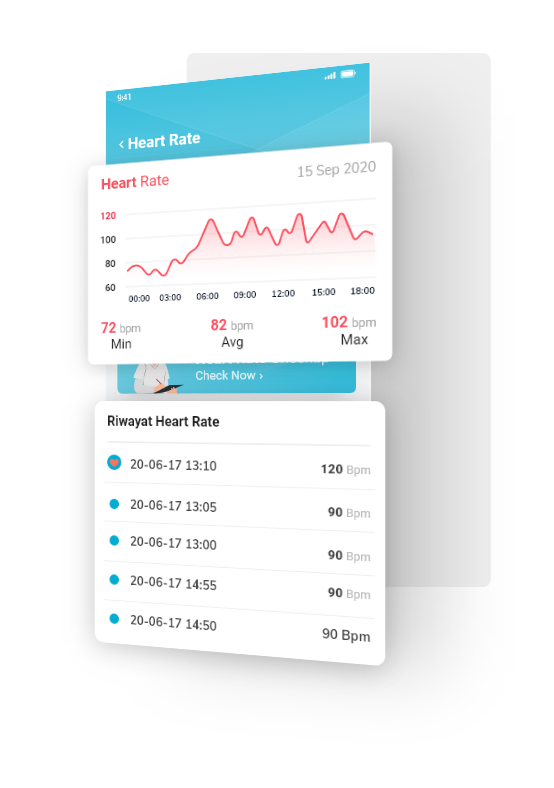 9:41
‹ Heart Rate
Heart Rate
15 Sep 2020
120
100
80
60
00:00 03:00 06:00 09:00 12:00 15:00 18:00
72 bpm
Min
82 bpm
Avg
102 bpm
Max
Check Now ›
Riwayat Heart Rate
20-06-17 13:10 120 Bpm
20-06-17 13:05 90 Bpm
20-06-17 13:00 90 Bpm
20-06-17 14:55 90 Bpm
20-06-17 14:50 90 Bpm